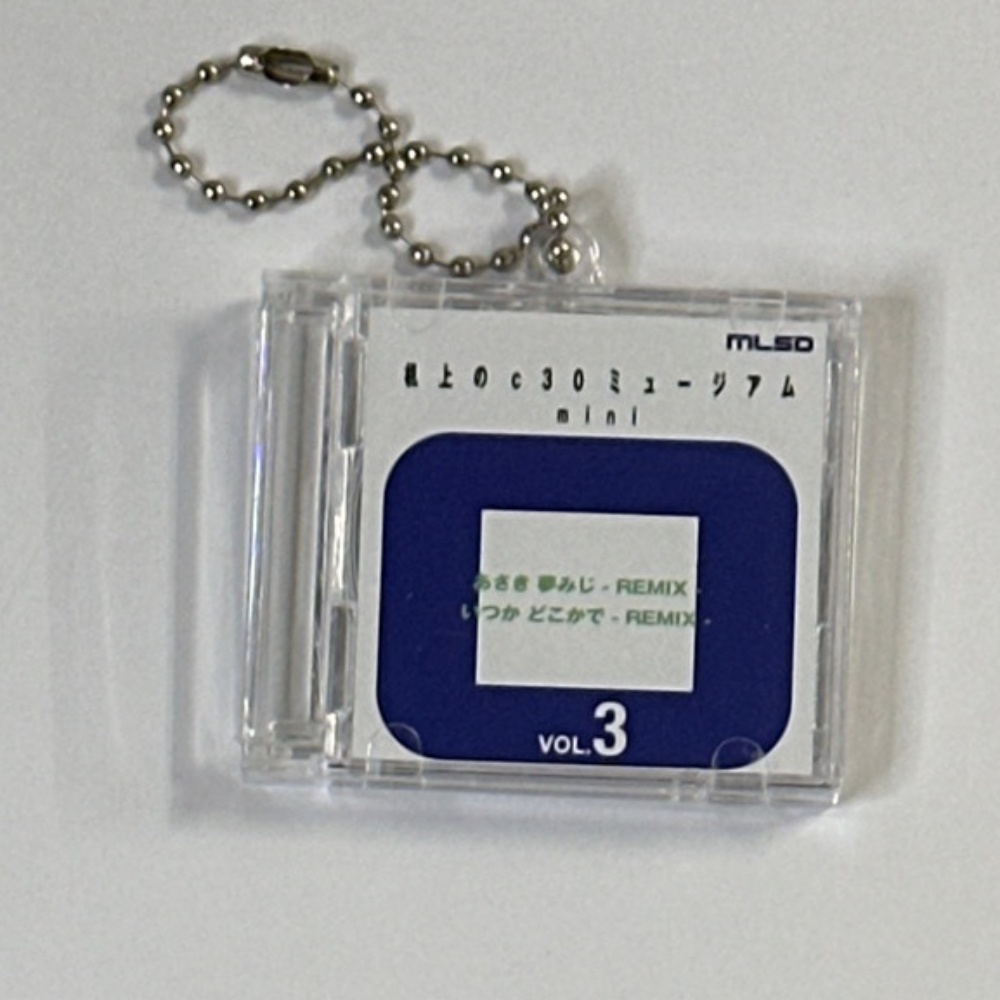 MLSD
机上のc30ミュージアム
mini
あさき 夢みじ - REMIX -
いつか どこかで - REMIX -
VOL.3